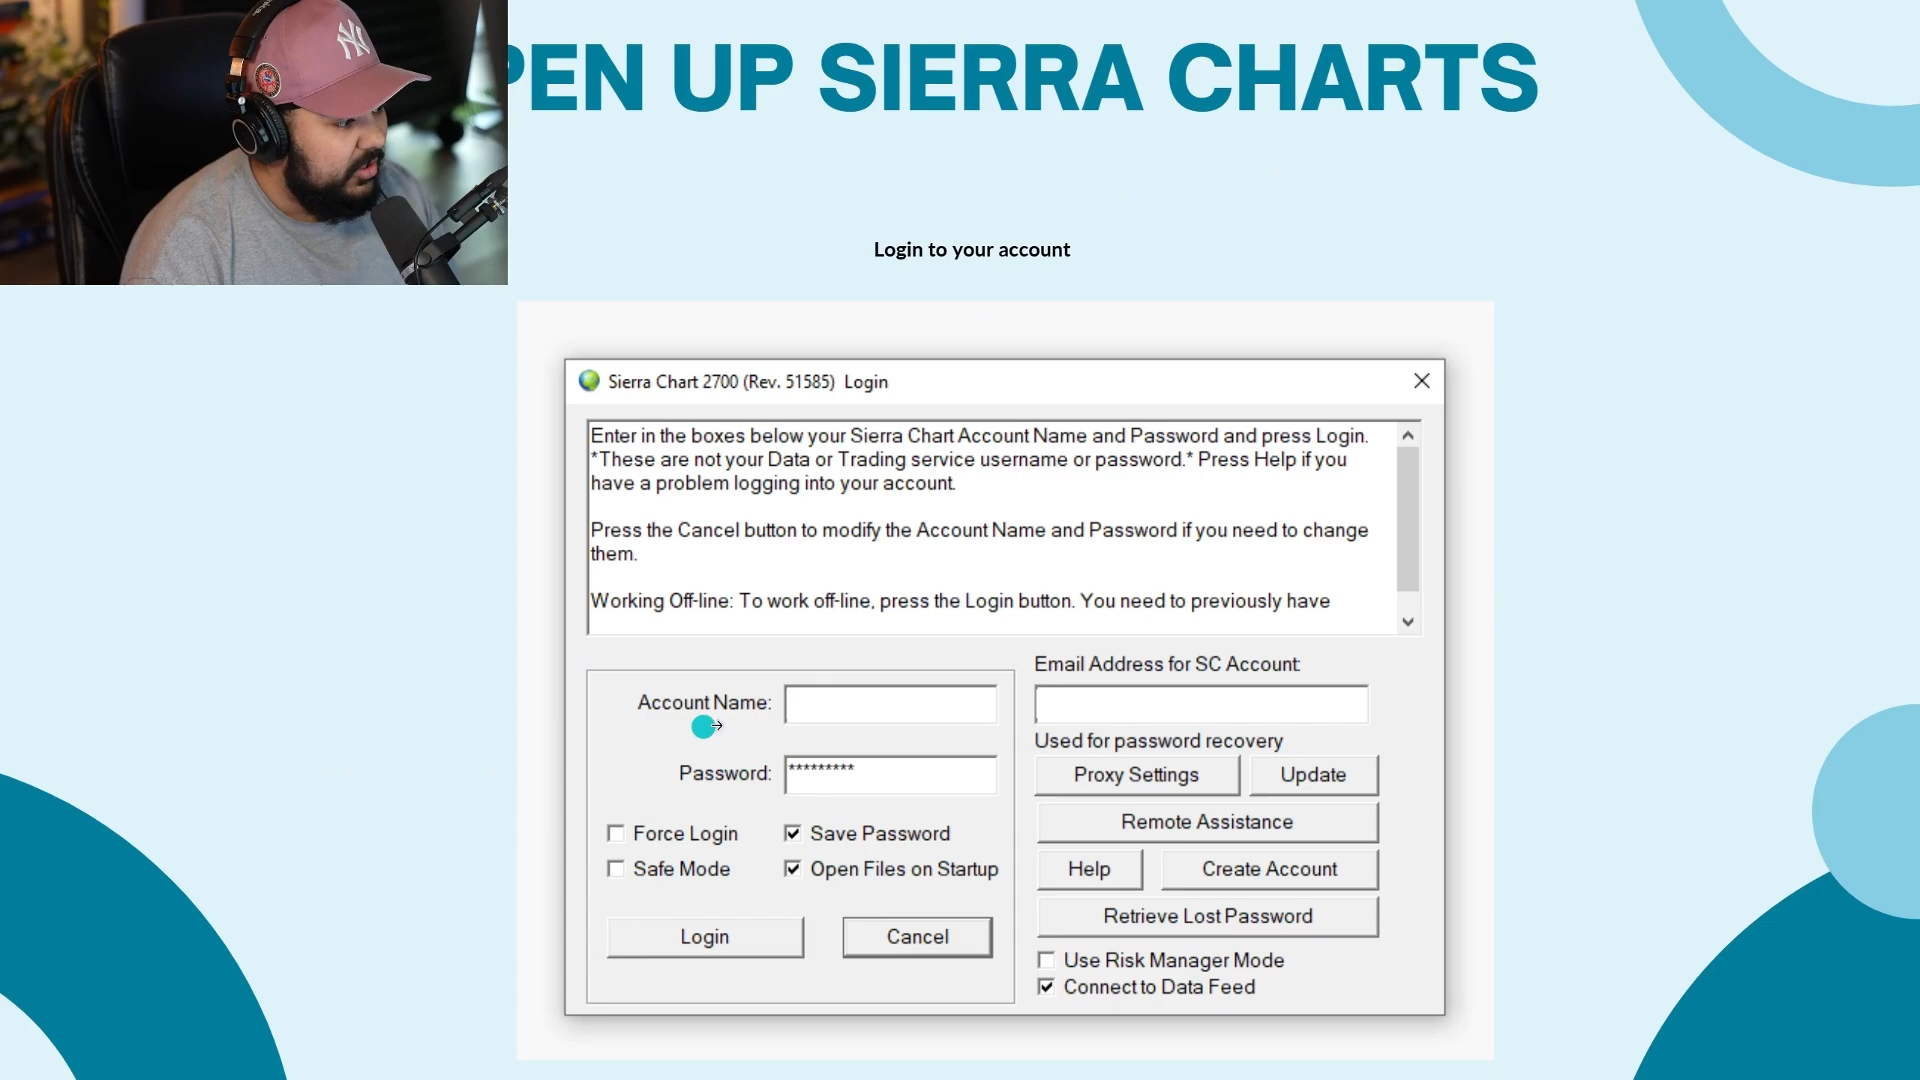 PEN UP SIERRA CHARTS
Login to your account
Sierra Chart 2700 (Rev. 51585) Login
Enter in the boxes below your Sierra Chart Account Name and Password and press Login.
*These are not your Data or Trading service username or password.* Press Help if you
have a problem logging into your account.
Press the Cancel button to modify the Account Name and Password if you need to change
them.
Working Off-line: To work off-line, press the Login button. You need to previously have
Account Name:
Password: *********
Force Login
Save Password
Safe Mode
Open Files on Startup
Login
Cancel
Email Address for SC Account:
Used for password recovery
Proxy Settings
Update
Remote Assistance
Help
Create Account
Retrieve Lost Password
Use Risk Manager Mode
Connect to Data Feed
NY